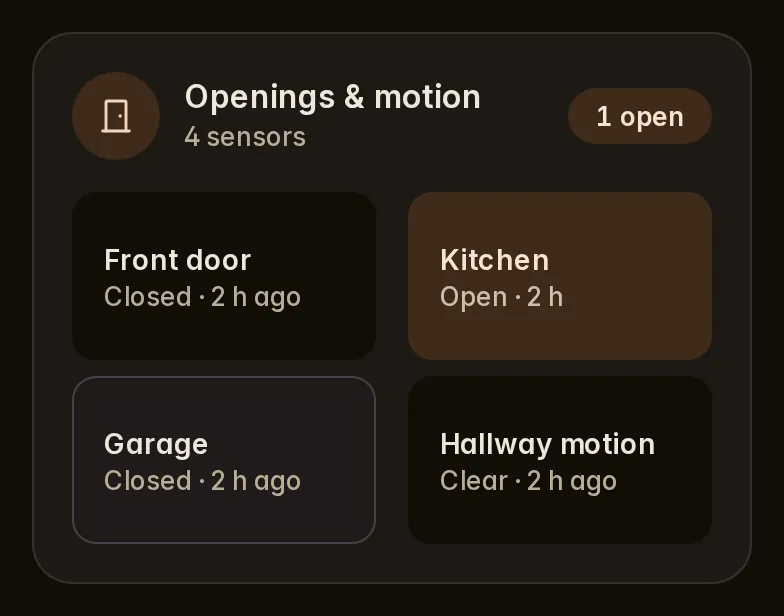 Openings & motion
4 sensors
1 open
Front door
Closed · 2 h ago
Kitchen
Open · 2 h
Garage
Closed · 2 h ago
Hallway motion
Clear · 2 h ago